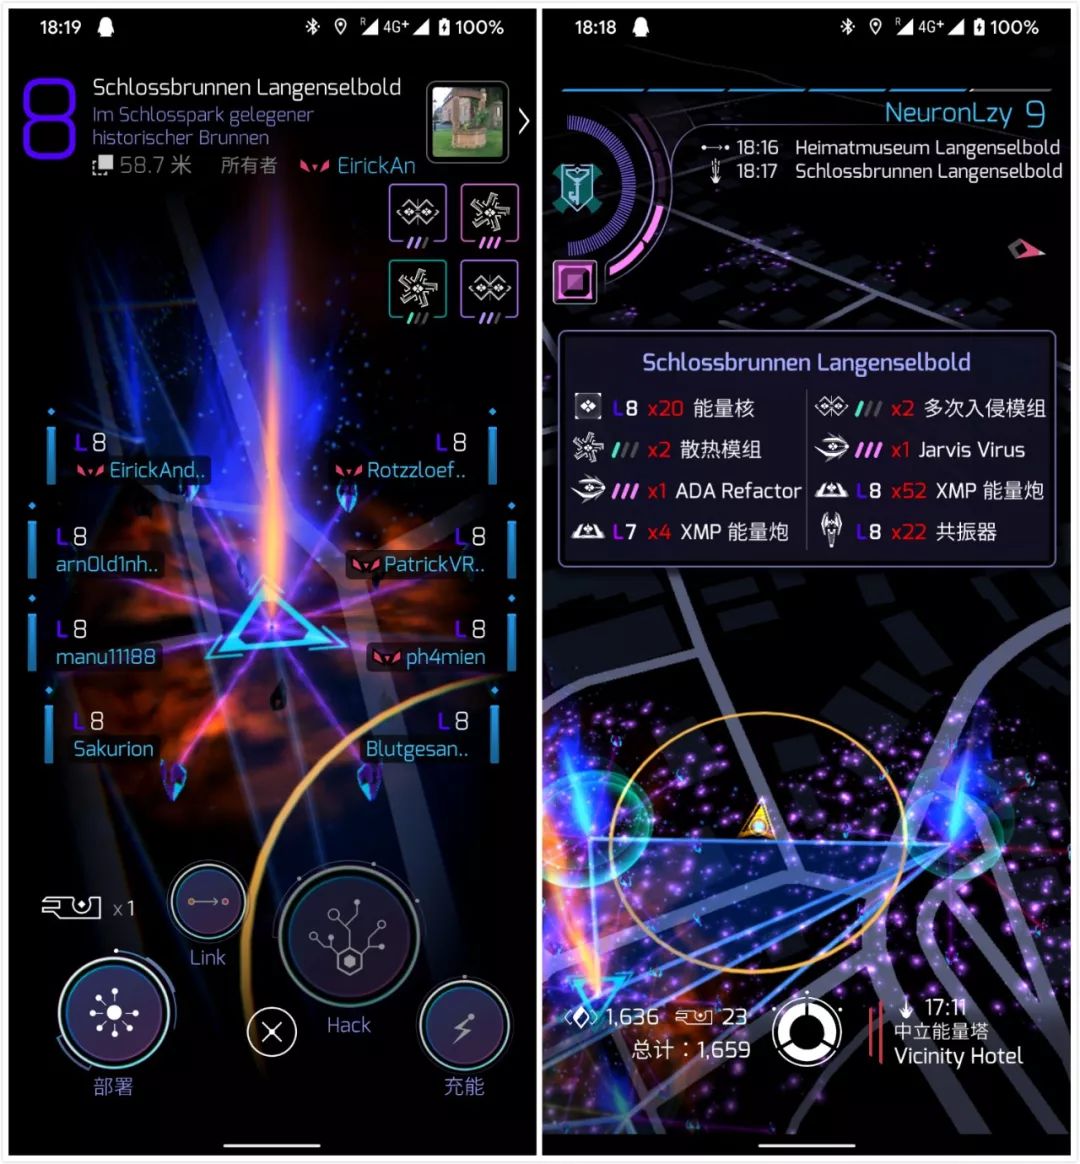 18:19
R 4G+ 100%
8
Schlossbrunnen Langenselbold
Im Schlosspark gelegener
historischer Brunnen
58.7 米 所有者 EirickAn
L8
EirickAnd..
L8
Rotzzloef..
L8
arn0ld1nh..
L8
PatrickVR..
L8
manu11188
L8
ph4mien
L8
Sakurion
L8
Blutgesan..
x1
Link
Hack
部署
充能
18:18
R 4G+ 100%
NeuronLzy 9
18:16 Heimatmuseum Langenselbold
18:17 Schlossbrunnen Langenselbold
Schlossbrunnen Langenselbold
L8 x20 能量核
x2 多次入侵模组
x2 散热模组
x1 Jarvis Virus
x1 ADA Refactor
L8 x52 XMP 能量炮
L7 x4 XMP 能量炮
L8 x22 共振器
1,636 23
总计：1,659
17:11
中立能量塔
Vicinity Hotel